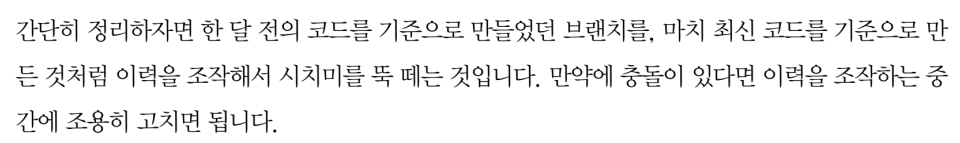 간단히 정리하자면 한 달 전의 코드를 기준으로 만들었던 브랜치를, 마치 최신 코드를 기준으로 만
든 것처럼 이력을 조작해서 시치미를 뚝 떼는 것입니다. 만약에 충돌이 있다면 이력을 조작하는 중
간에 조용히 고치면 됩니다.